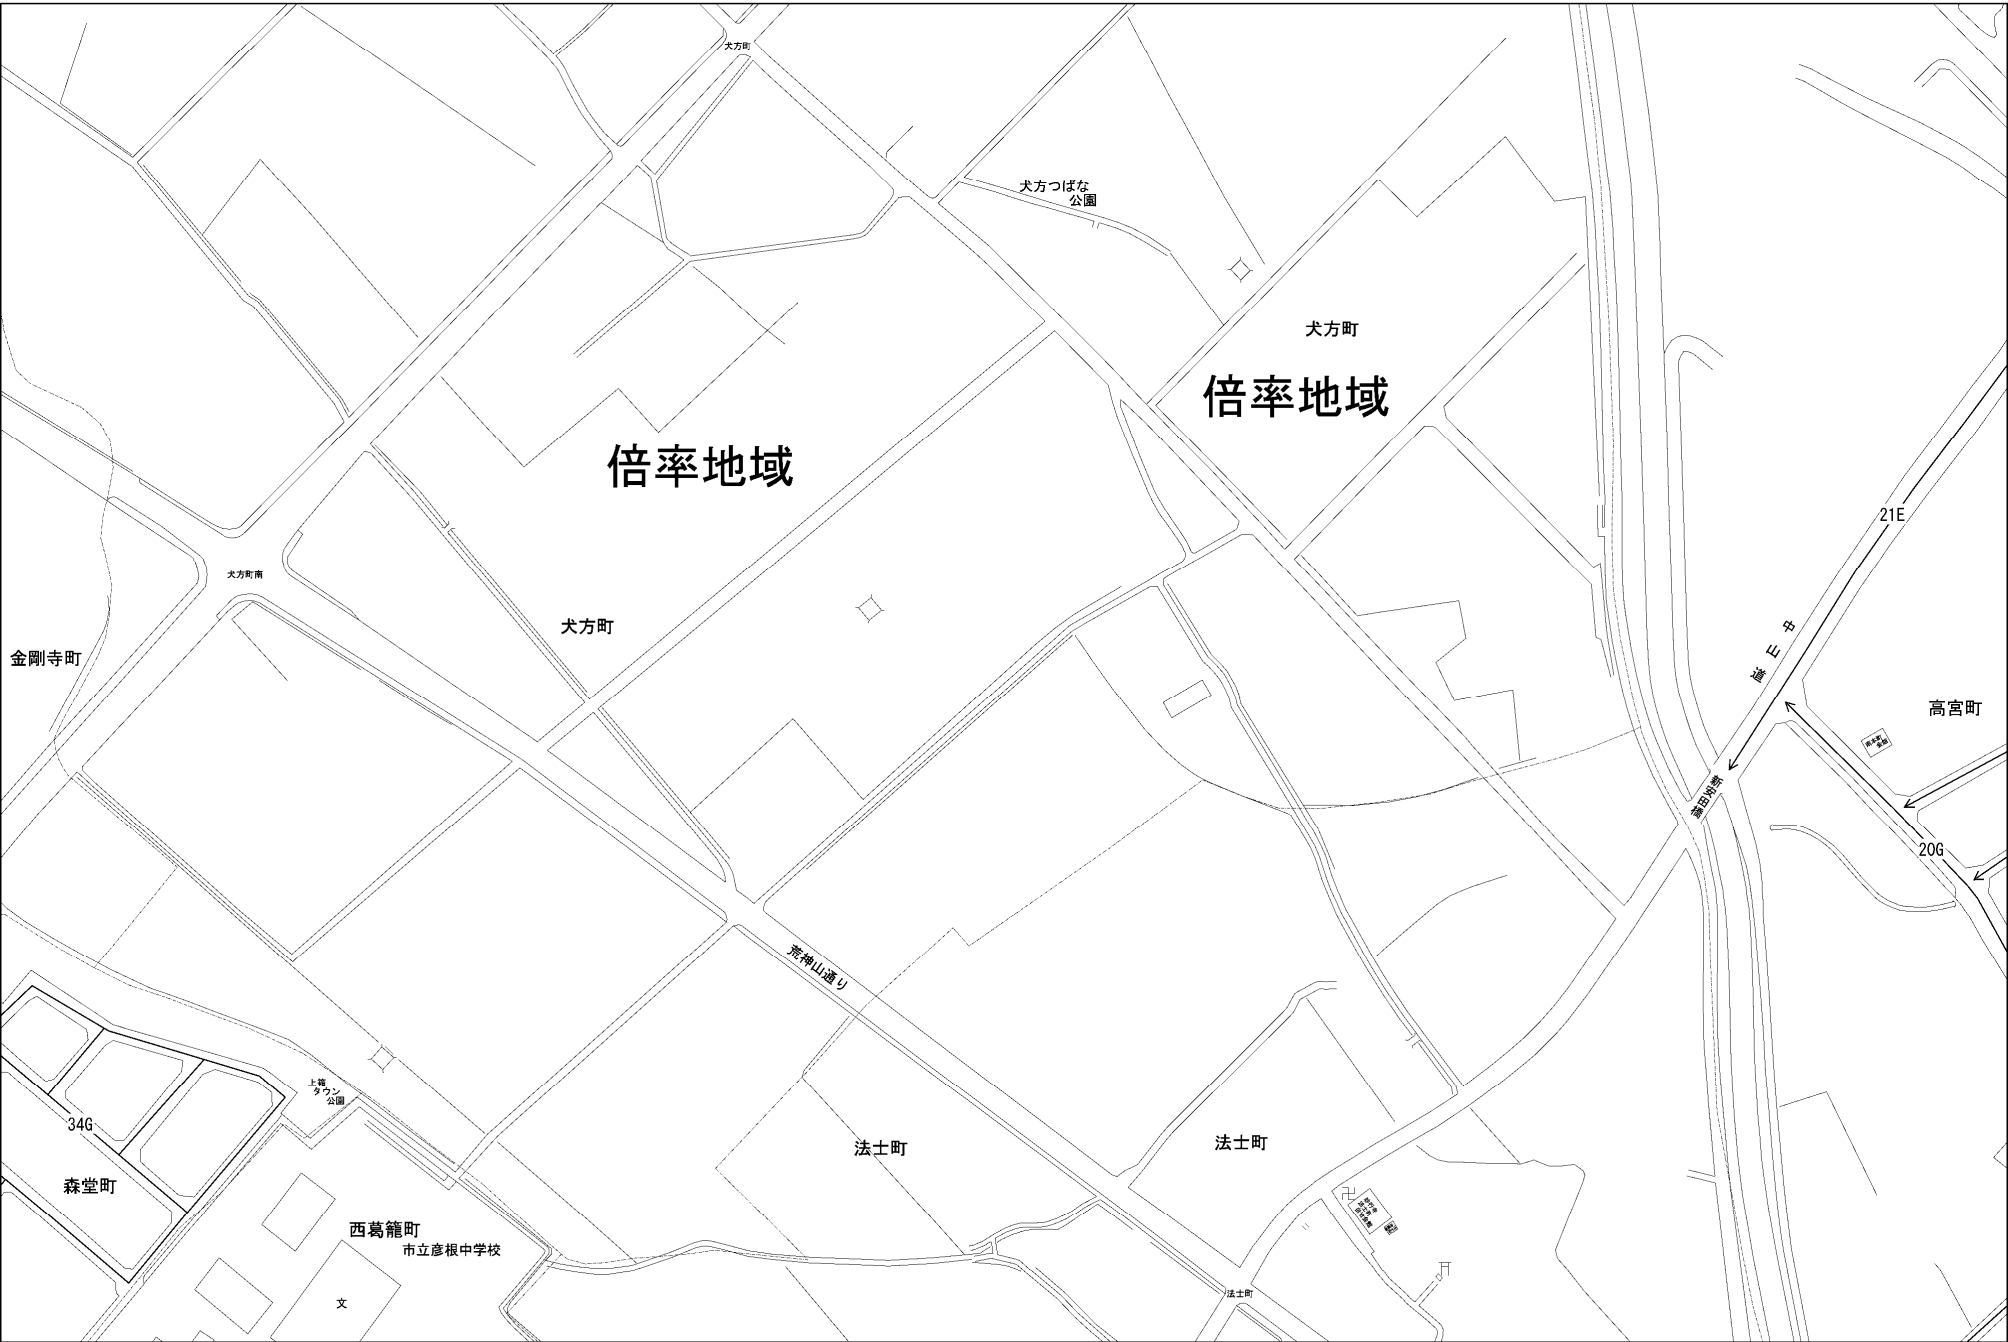 犬方町
犬方つばな
公園
犬方町
倍率地域
倍率地域
21E
犬方町南
犬方町
中山道
金剛寺町
高宮町
新安田橋
20G
荒神山通り
上稲
タウン
公園
34G
法士町
法士町
森堂町
西葛籠町
市立彦根中学校
文
法士町